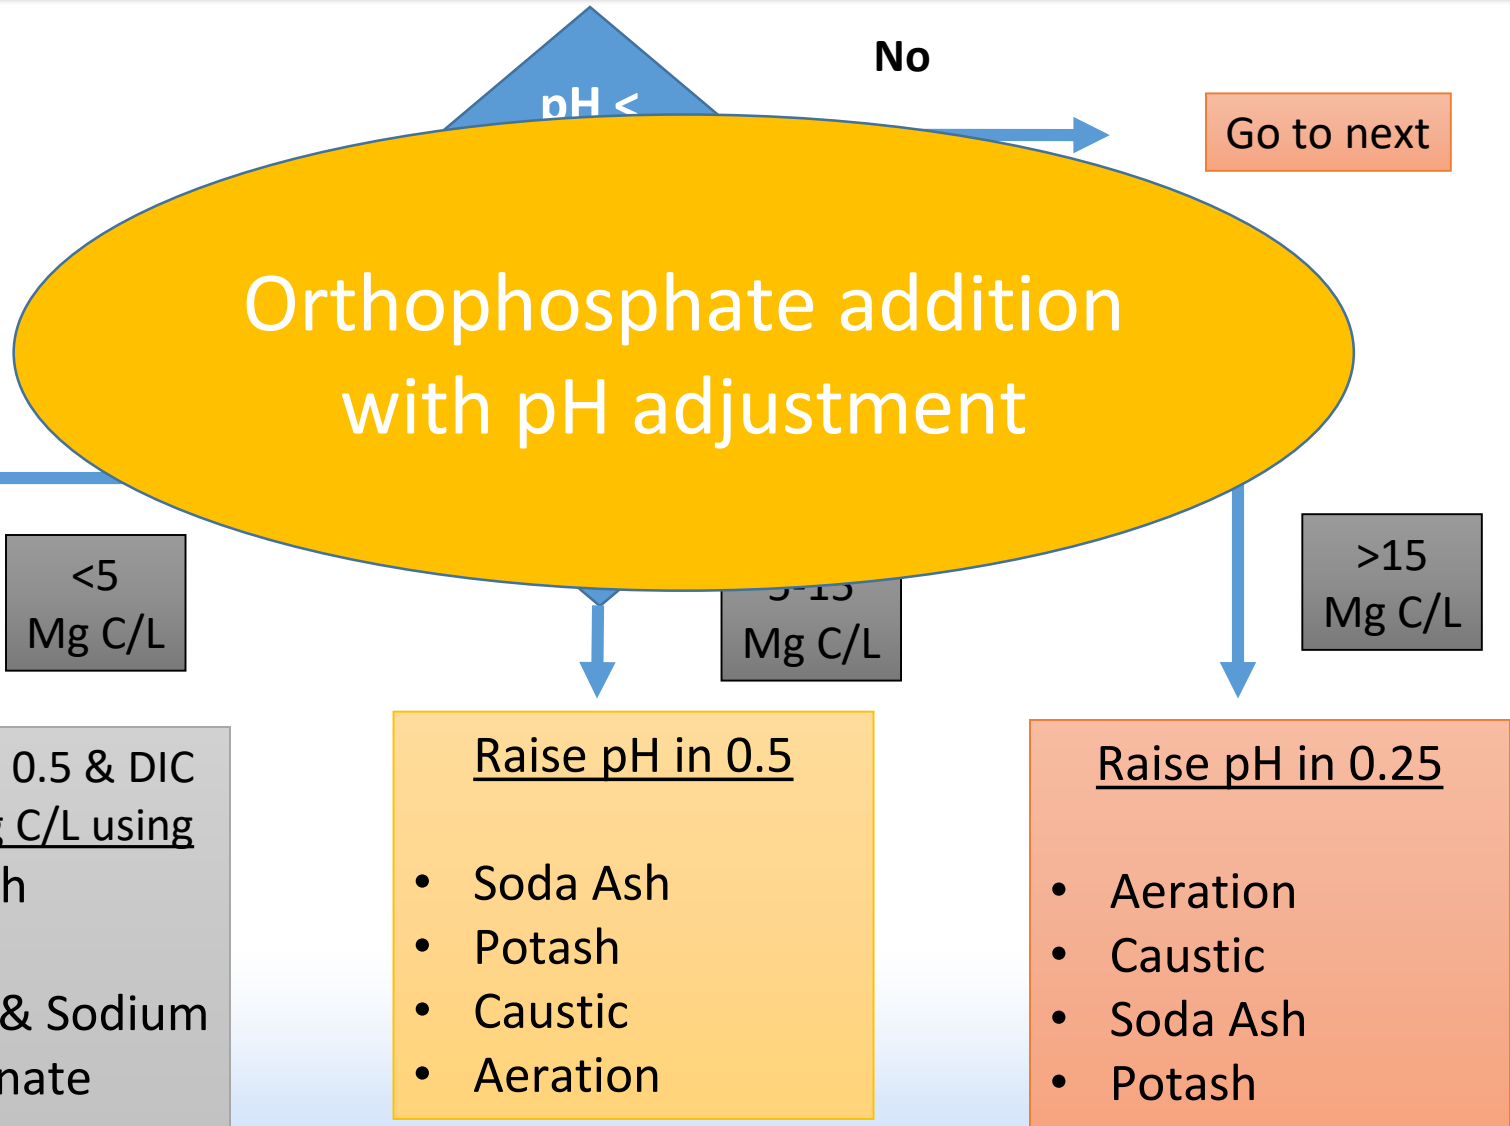 No
pH <
Go to next
Orthophosphate addition
with pH adjustment
<5
Mg C/L
5-15
Mg C/L
>15
Mg C/L
0.5 & DIC
C/L using
& Sodium
Raise pH in 0.5
• Soda Ash
• Potash
• Caustic
• Aeration
Raise pH in 0.25
• Aeration
• Caustic
• Soda Ash
• Potash